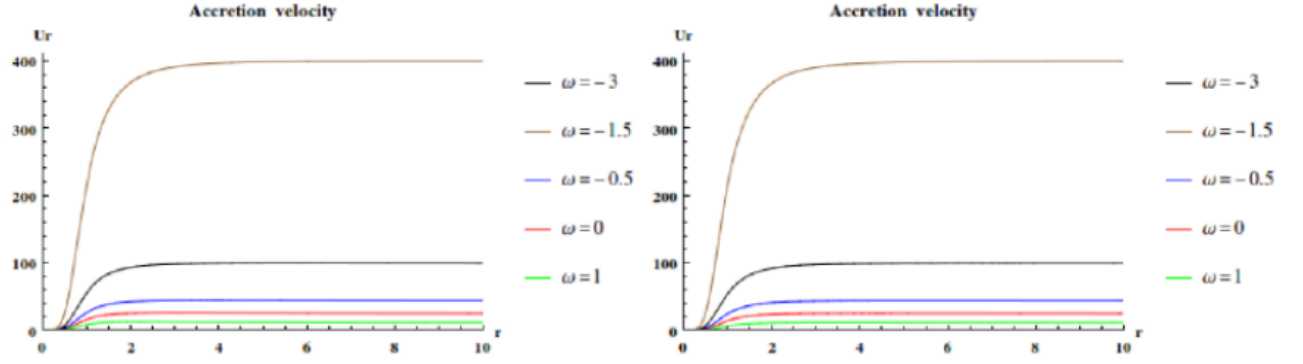 Accretion velocity
Ur
400
300
200
100
0
0 2 4 6 8 10 r
ω = −3
ω = −1.5
ω = −0.5
ω = 0
ω = 1
Accretion velocity
Ur
400
300
200
100
0
0 2 4 6 8 10 r
ω = −3
ω = −1.5
ω = −0.5
ω = 0
ω = 1